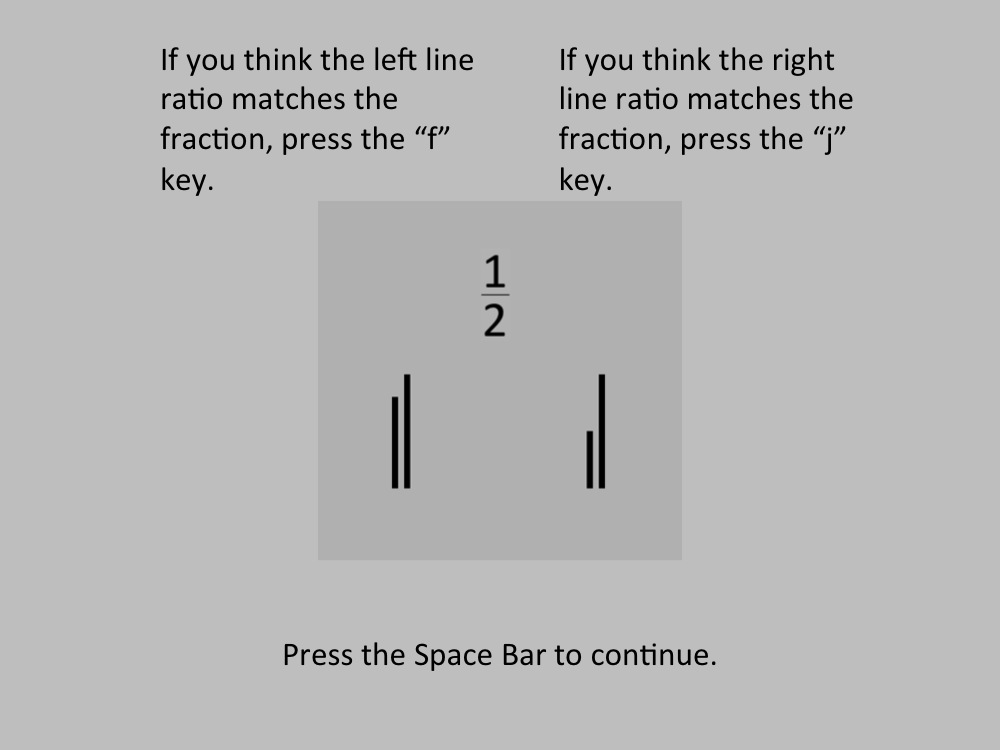 If you think the left line
ratio matches the
fraction, press the “f”
key.
If you think the right
line ratio matches the
fraction, press the “j”
key.
1
2
Press the Space Bar to continue.